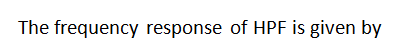 The frequency response of HPF is given by